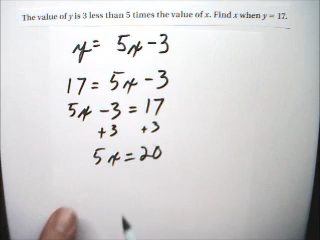 The value of y is 3 less than 5 times the value of x. Find x when y = 17.
y = 5x - 3
17 = 5x - 3
5x - 3 = 17
+3 +3
5x = 20